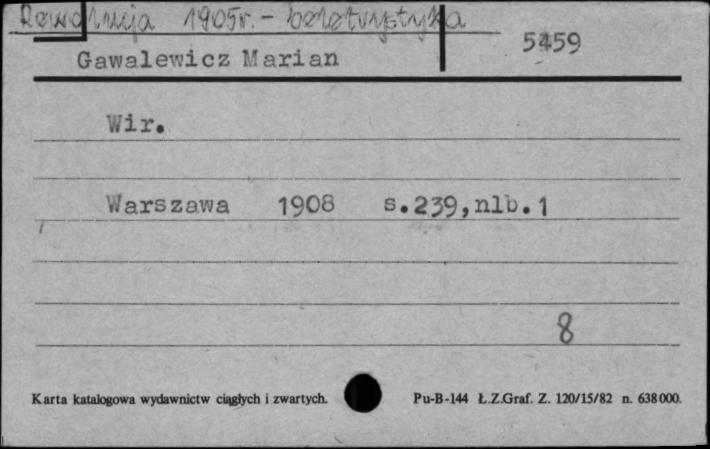 Rewolucja 1905r. - beletrystyka
5459
Gawalewicz Marian
Wir.
Warszawa 1908 s.239,nlb.1
8
Karta katalogowa wydawnictw ciągłych i zwartych.
Pu-B-144 Ł.Z.Graf. Z. 120/15/82 n. 638000.